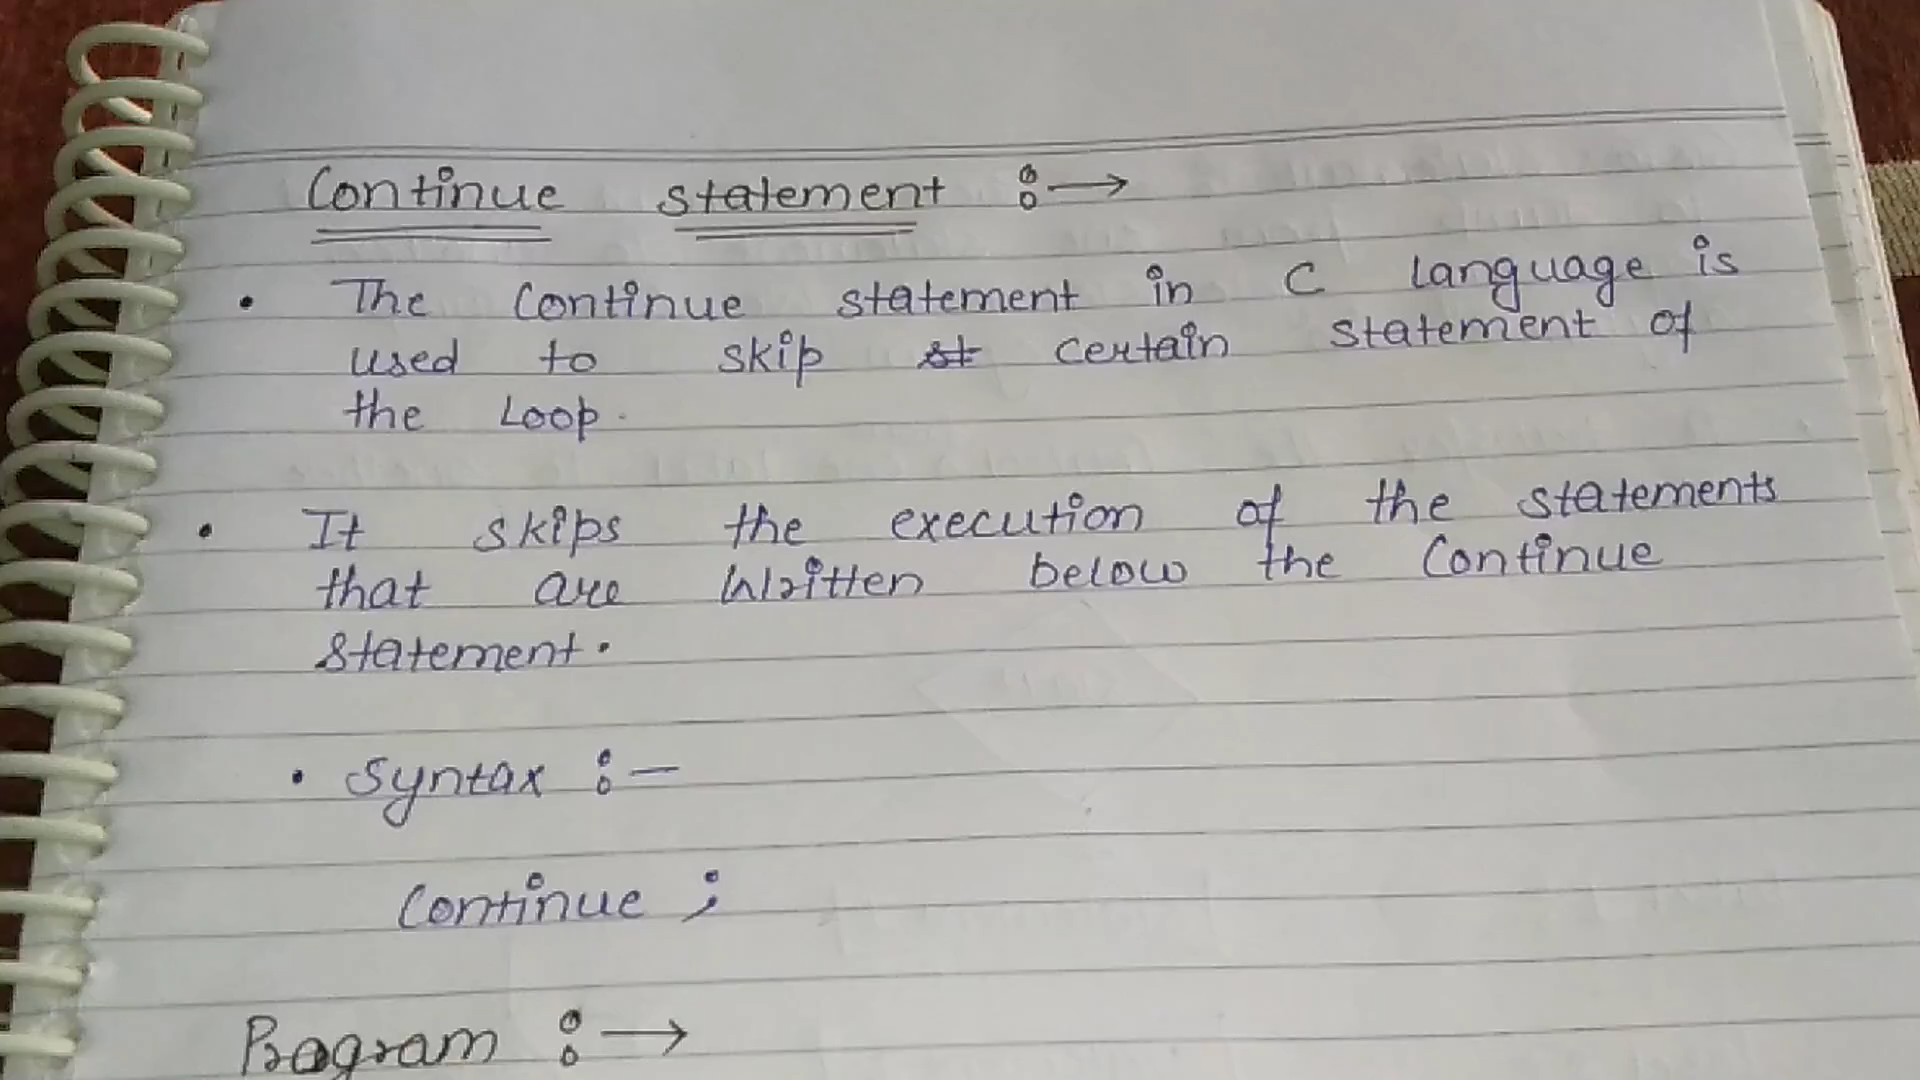 Continue statement :→
• The Continue statement in C language is
used to skip st certain statement of
the Loop.
• It skips the execution of the statements
that are written below the Continue
statement.
• Syntax :-
Continue ;
Program :→